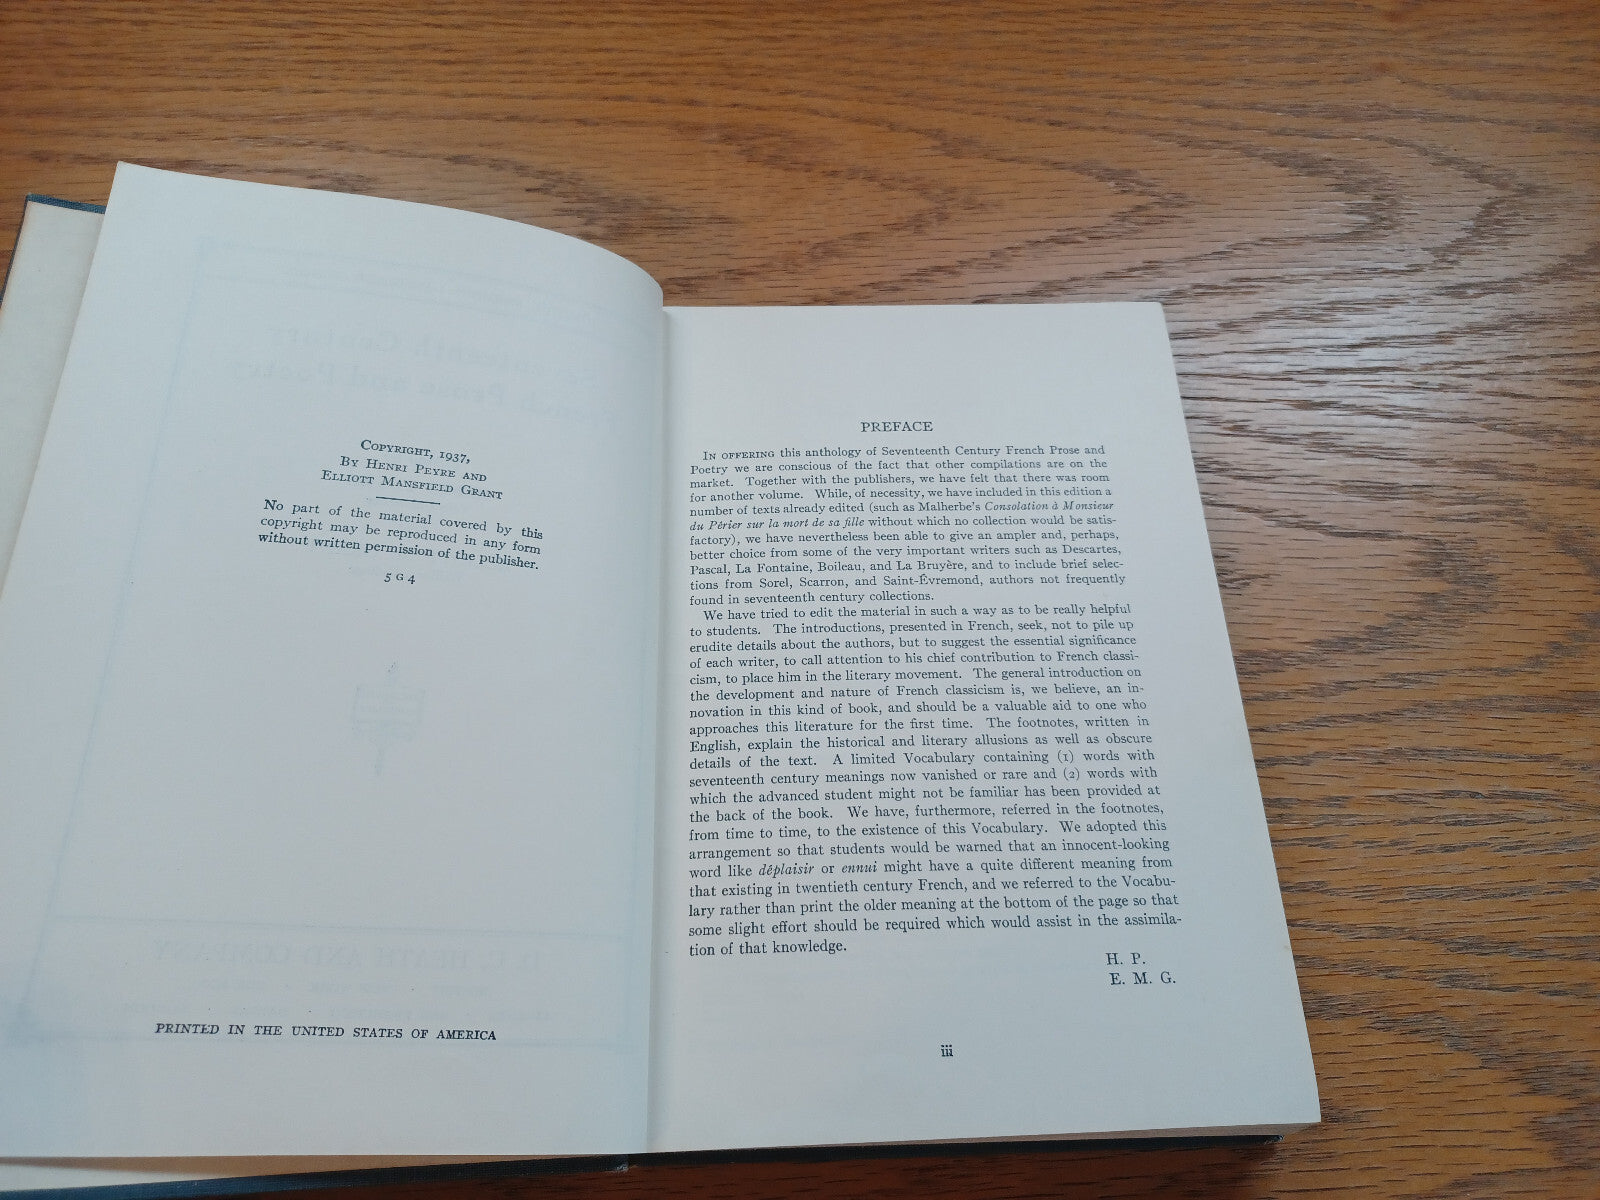 COPYRIGHT, 1937,
BY HENRI PEYRE AND
ELLIOTT MANSFIELD GRANT
No part of the material covered by this
copyright may be reproduced in any form
without written permission of the publisher.
5 G 4
PRINTED IN THE UNITED STATES OF AMERICA
PREFACE
IN OFFERING this anthology of Seventeenth Century French Prose and
Poetry we are conscious of the fact that other compilations are on the
market. Together with the publishers, we have felt that there was room
for another volume. While, of necessity, we have included in this edition a
number of texts already edited (such as Malherbe's Consolation à Monsieur
du Périer sur la mort de sa fille without which no collection would be satis-
factory), we have nevertheless been able to give an ampler and, perhaps,
better choice from some of the very important writers such as Descartes,
Pascal, La Fontaine, Boileau, and La Bruyère, and to include brief selec-
tions from Sorel, Scarron, and Saint-Évremond, authors not frequently
found in seventeenth century collections.
We have tried to edit the material in such a way as to be really helpful
to students. The introductions, presented in French, seek, not to pile up
erudite details about the authors, but to suggest the essential significance
of each writer, to call attention to his chief contribution to French classi-
cism, to place him in the literary movement. The general introduction on
the development and nature of French classicism is, we believe, an in-
novation in this kind of book, and should be a valuable aid to one who
approaches this literature for the first time. The footnotes, written in
English, explain the historical and literary allusions as well as obscure
details of the text. A limited Vocabulary containing (1) words with
seventeenth century meanings now vanished or rare and (2) words with
which the advanced student might not be familiar has been provided at
the back of the book. We have, furthermore, referred in the footnotes,
from time to time, to the existence of this Vocabulary. We adopted this
arrangement so that students would be warned that an innocent-looking
word like déplaisir or ennui might have a quite different meaning from
that existing in twentieth century French, and we referred to the Vocabu-
lary rather than print the older meaning at the bottom of the page so that
some slight effort should be required which would assist in the assimila-
tion of that knowledge.
H. P.
E. M. G.
iii